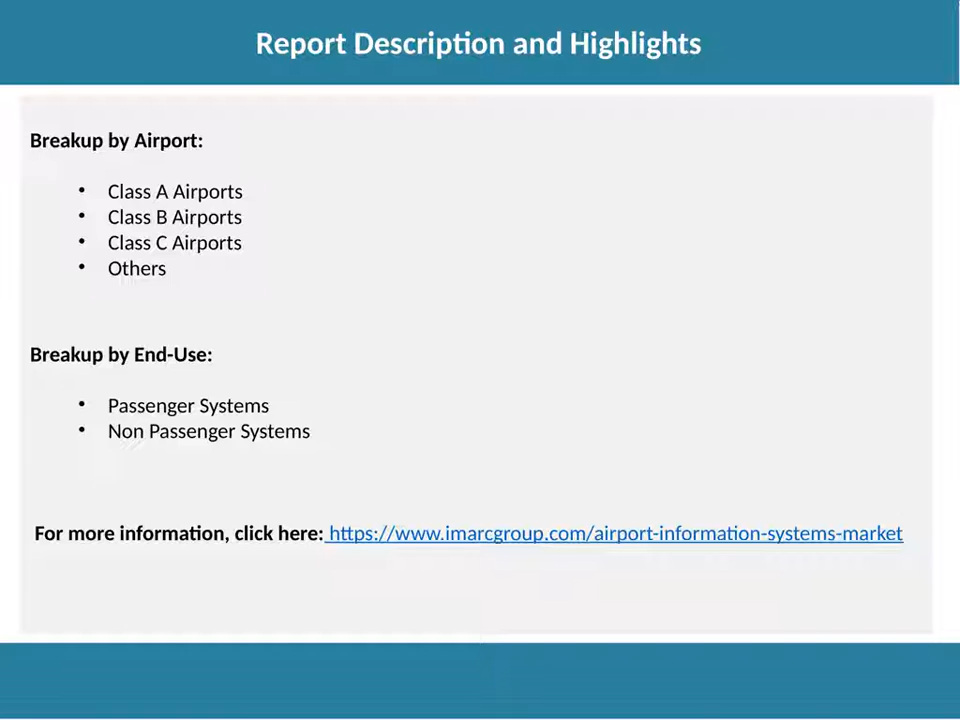 Report Description and Highlights
Breakup by Airport:
• Class A Airports
• Class B Airports
• Class C Airports
• Others
Breakup by End-Use:
• Passenger Systems
• Non Passenger Systems
For more information, click here: https://www.imarcgroup.com/airport-information-systems-market